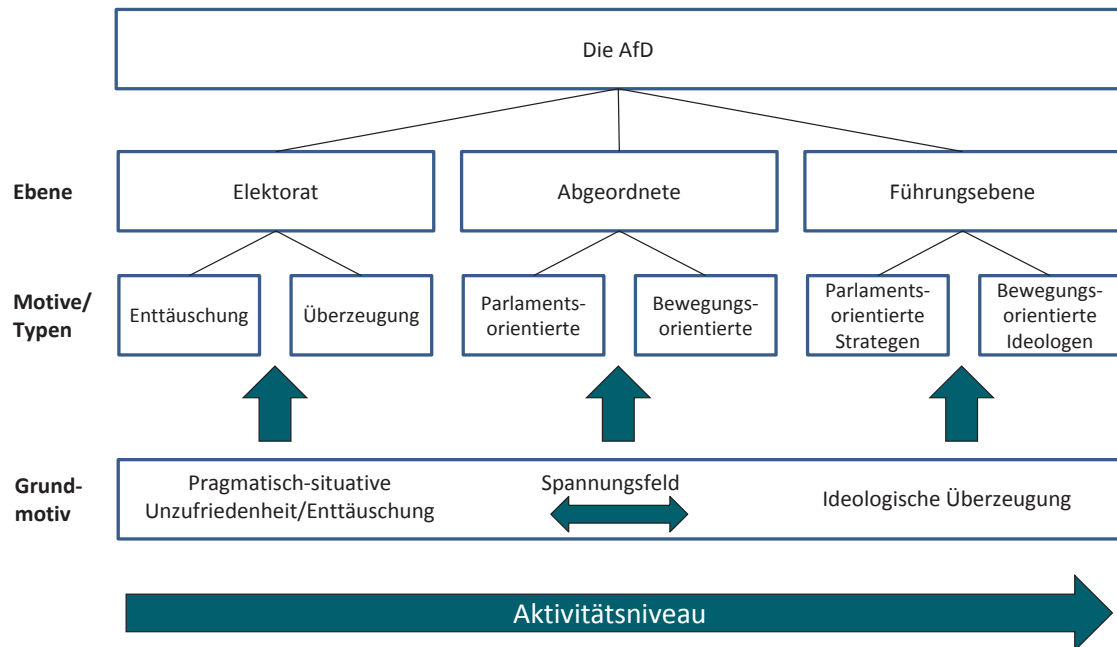 Die AfD
Ebene
Elektorat
Abgeordnete
Führungsebene
Motive/
Typen
Enttäuschung
Überzeugung
Parlaments-
orientierte
Bewegungs-
orientierte
Parlaments-
orientierte
Strategen
Bewegungs-
orientierte
Ideologen
Grund-
motiv
Pragmatisch-situative
Unzufriedenheit/Enttäuschung
Spannungsfeld
Ideologische Überzeugung
Aktivitätsniveau